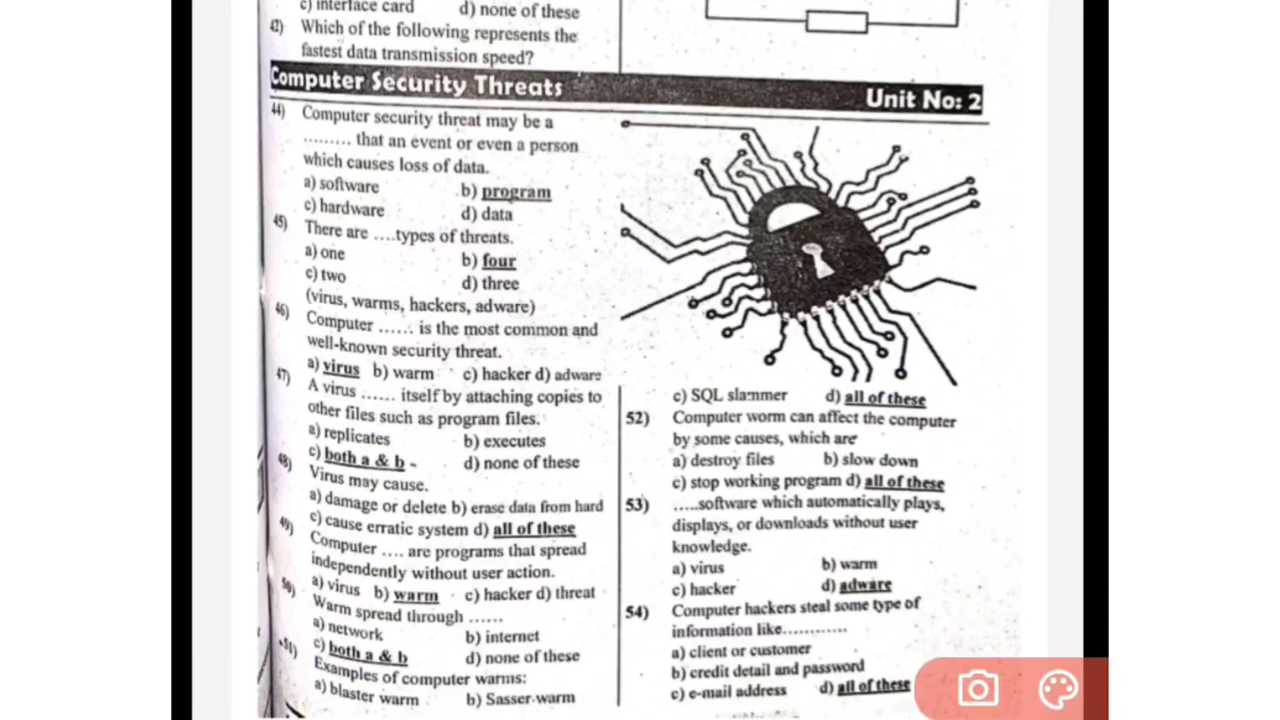 c) interface card d) none of these
42) Which of the following represents the
fastest data transmission speed?
Computer Security Threats Unit No: 2
44) Computer security threat may be a
......... that an event or even a person
which causes loss of data.
a) software b) program
c) hardware d) data
45) There are ....types of threats.
a) one b) four
c) two d) three
(virus, warms, hackers, adware)
46) Computer ...... is the most common and
well-known security threat.
a) virus b) warm c) hacker d) adware
47) A virus ...... itself by attaching copies to
other files such as program files.
a) replicates b) executes
c) both a & b - d) none of these
48) Virus may cause.
a) damage or delete b) erase data from hard
c) cause erratic system d) all of these
49) Computer .... are programs that spread
independently without user action.
a) virus b) warm c) hacker d) threat
50) Warm spread through ......
a) network b) internet
c) both a & b d) none of these
51) Examples of computer warms:
a) blaster warm b) Sasser warm
c) SQL slammer d) all of these
52) Computer worm can affect the computer
by some causes, which are
a) destroy files b) slow down
c) stop working program d) all of these
53) .....software which automatically plays,
displays, or downloads without user
knowledge.
a) virus b) warm
c) hacker d) adware
54) Computer hackers steal some type of
information like............
a) client or customer
b) credit detail and password
c) e-mail address d) all of these